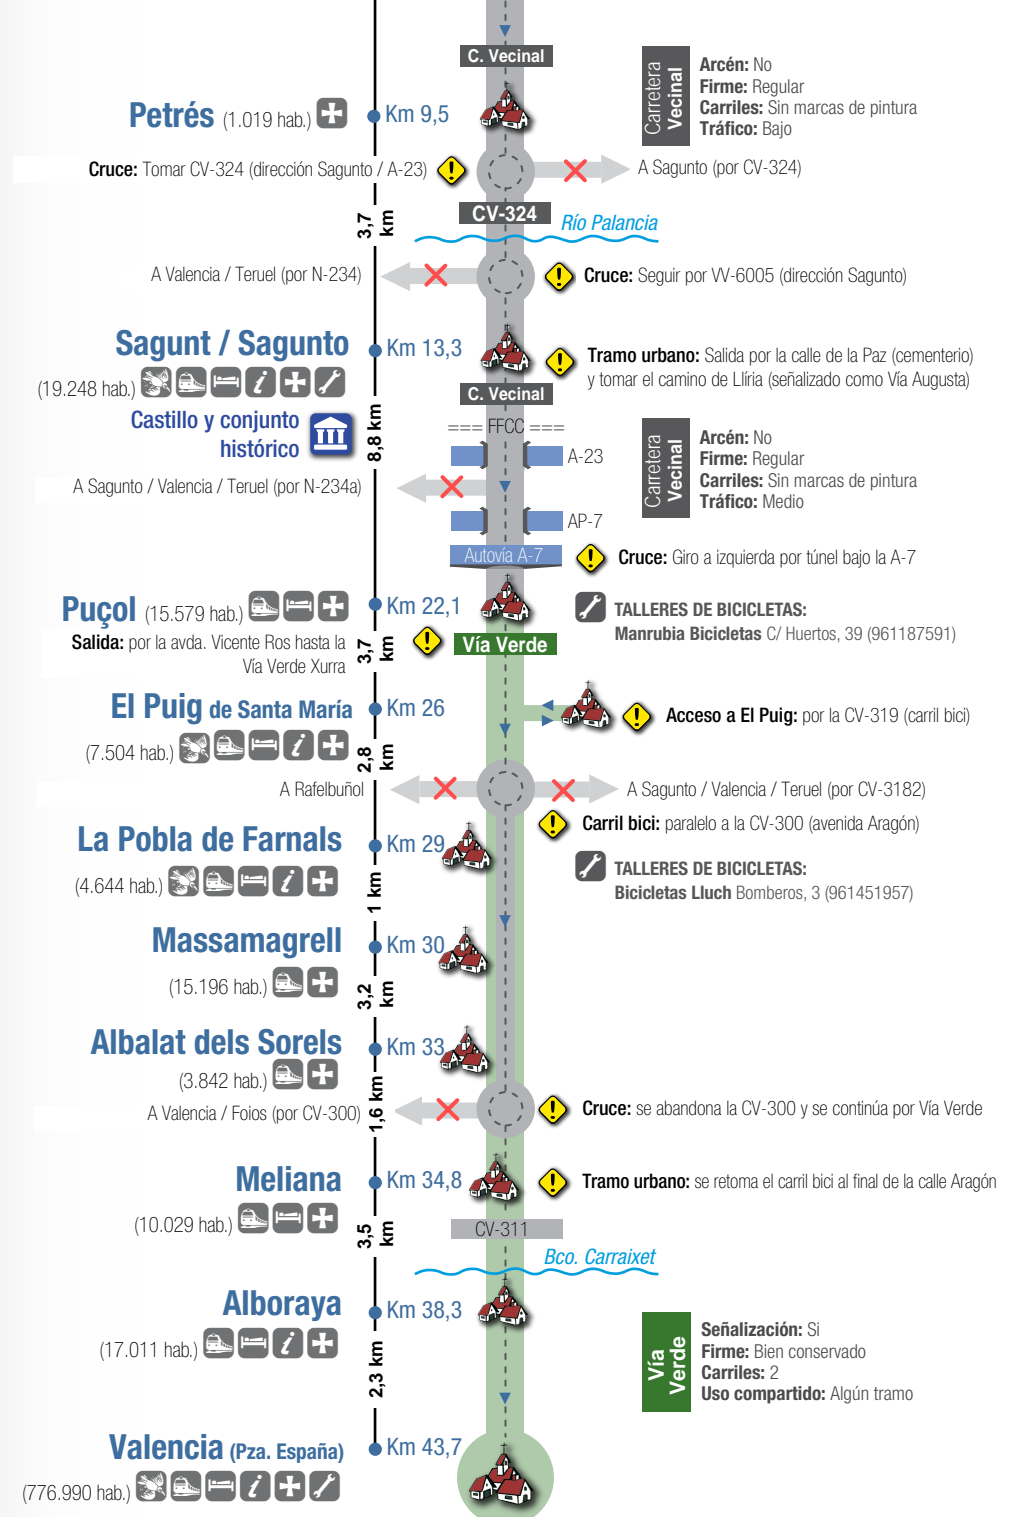 C. Vecinal
Carretera
Vecinal
Arcén: No
Firme: Regular
Carriles: Sin marcas de pintura
Tráfico: Bajo
Petrés (1.019 hab.)
Km 9,5
Cruce: Tomar CV-324 (dirección Sagunto / A-23)
A Sagunto (por CV-324)
3,7
km
CV-324
Río Palancia
A Valencia / Teruel (por N-234)
Cruce: Seguir por VV-6005 (dirección Sagunto)
Sagunt / Sagunto
Km 13,3
(19.248 hab.)
Tramo urbano: Salida por la calle de la Paz (cementerio)
y tomar el camino de Llíria (señalizado como Vía Augusta)
C. Vecinal
Castillo y conjunto
histórico
8,8 km
=== FFCC ===
A-23
Carretera
Vecinal
Arcén: No
Firme: Regular
Carriles: Sin marcas de pintura
Tráfico: Medio
A Sagunto / Valencia / Teruel (por N-234a)
AP-7
Autovía A-7
Cruce: Giro a izquierda por túnel bajo la A-7
Puçol (15.579 hab.)
Km 22,1
TALLERES DE BICICLETAS:
Manrubia Bicicletas C/ Huertos, 39 (961187591)
Salida: por la avda. Vicente Ros hasta la
Vía Verde Xurra
3,7
km
Vía Verde
El Puig de Santa María
Km 26
(7.504 hab.)
Acceso a El Puig: por la CV-319 (carril bici)
2,8
km
A Rafelbuñol
A Sagunto / Valencia / Teruel (por CV-3182)
Carril bici: paralelo a la CV-300 (avenida Aragón)
La Pobla de Farnals
Km 29
(4.644 hab.)
TALLERES DE BICICLETAS:
Bicicletas Lluch Bomberos, 3 (961451957)
1 km
Massamagrell
Km 30
(15.196 hab.)
3,2
km
Albalat dels Sorels
Km 33
(3.842 hab.)
1,6 km
A Valencia / Foios (por CV-300)
Cruce: se abandona la CV-300 y se continúa por Vía Verde
Meliana
Km 34,8
(10.029 hab.)
Tramo urbano: se retoma el carril bici al final de la calle Aragón
3,5
km
CV-311
Bco. Carraixet
Alboraya
Km 38,3
(17.011 hab.)
2,3 km
Vía
Verde
Señalización: Si
Firme: Bien conservado
Carriles: 2
Uso compartido: Algún tramo
Valencia (Pza. España)
Km 43,7
(776.990 hab.)